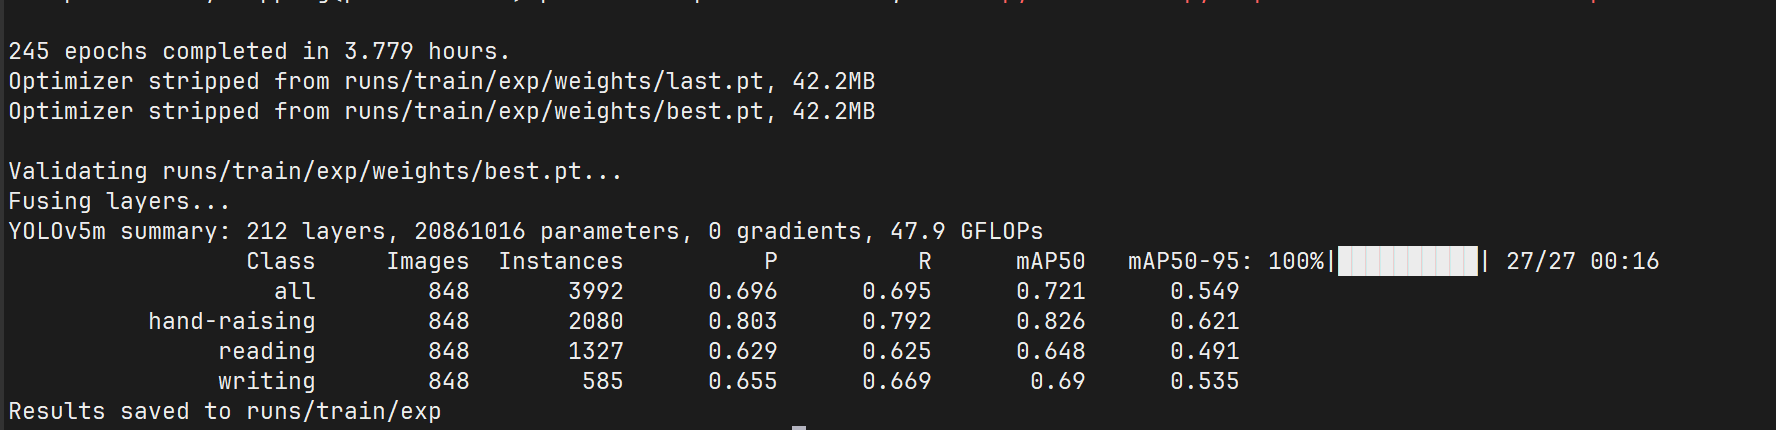 245 epochs completed in 3.779 hours.
Optimizer stripped from runs/train/exp/weights/last.pt, 42.2MB
Optimizer stripped from runs/train/exp/weights/best.pt, 42.2MB
Validating runs/train/exp/weights/best.pt...
Fusing layers...
YOLOv5m summary: 212 layers, 20861016 parameters, 0 gradients, 47.9 GFLOPs
Class Images Instances P R mAP50 mAP50-95: 100%|██████████| 27/27 00:16
all 848 3992 0.696 0.695 0.721 0.549
hand-raising 848 2080 0.803 0.792 0.826 0.621
reading 848 1327 0.629 0.625 0.648 0.491
writing 848 585 0.655 0.669 0.69 0.535
Results saved to runs/train/exp